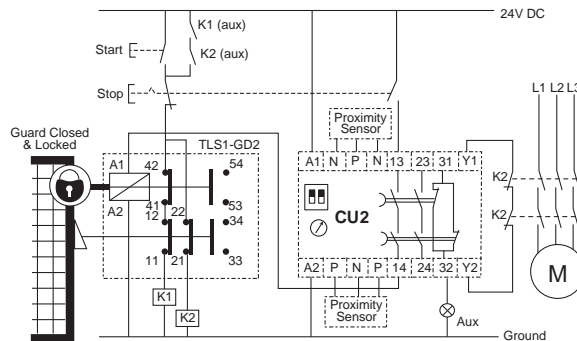 24V DC
K1 (aux)
Start
K2 (aux)
Stop
L1 L2 L3
Proximity
Sensor
Guard Closed
& Locked
TLS1-GD2
A1 42 54
A1 N P N 13 23 31 Y1
K2
A2 41 53
12 22 34
CU2
K2
11 21 33
M
A2 P N P 14 24 32 Y2
K1
K2
Proximity
Sensor
Aux
Ground